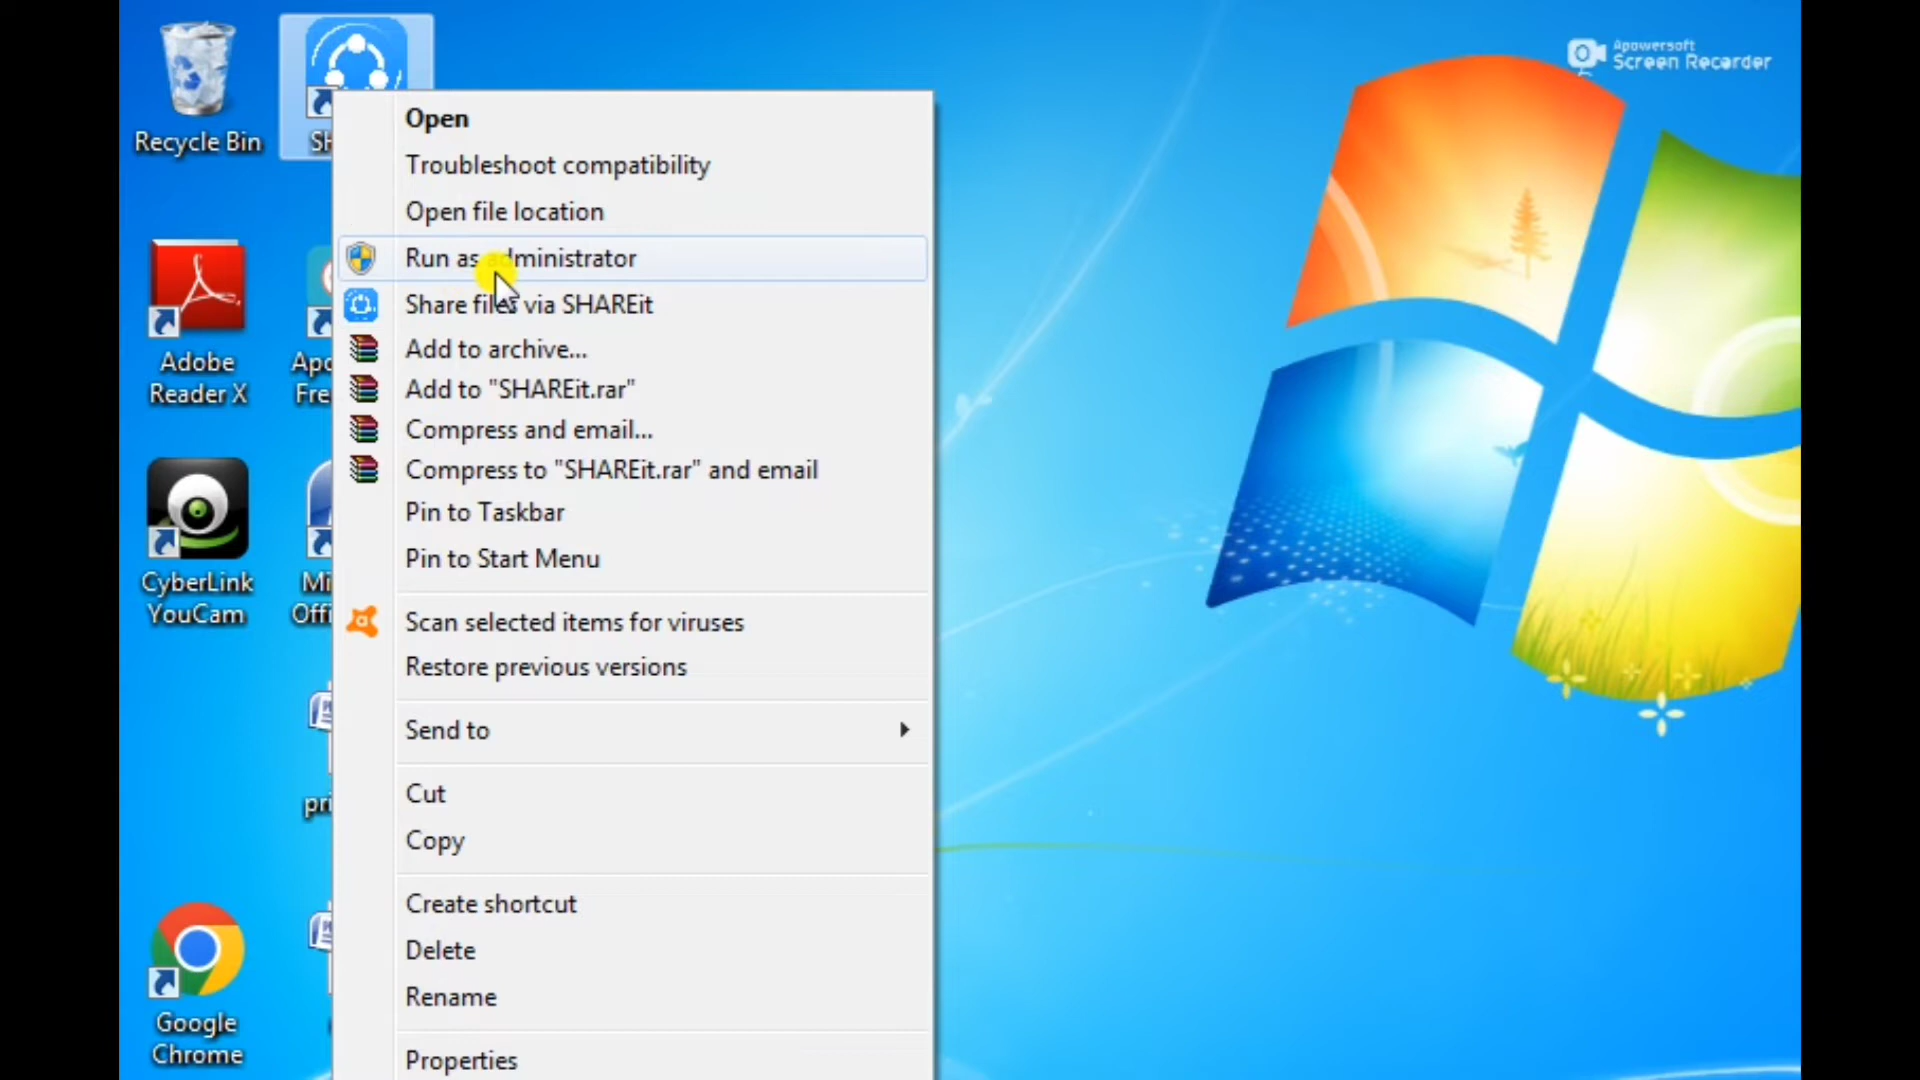 Apowersoft
Screen Recorder
Recycle Bin
Open
Troubleshoot compatibility
Open file location
Run as administrator
Share files via SHAREit
Add to archive...
Add to "SHAREit.rar"
Compress and email...
Compress to "SHAREit.rar" and email
Pin to Taskbar
Pin to Start Menu
Scan selected items for viruses
Restore previous versions
Send to
Cut
Copy
Create shortcut
Delete
Rename
Properties
Adobe
Reader X
CyberLink
YouCam
Google
Chrome